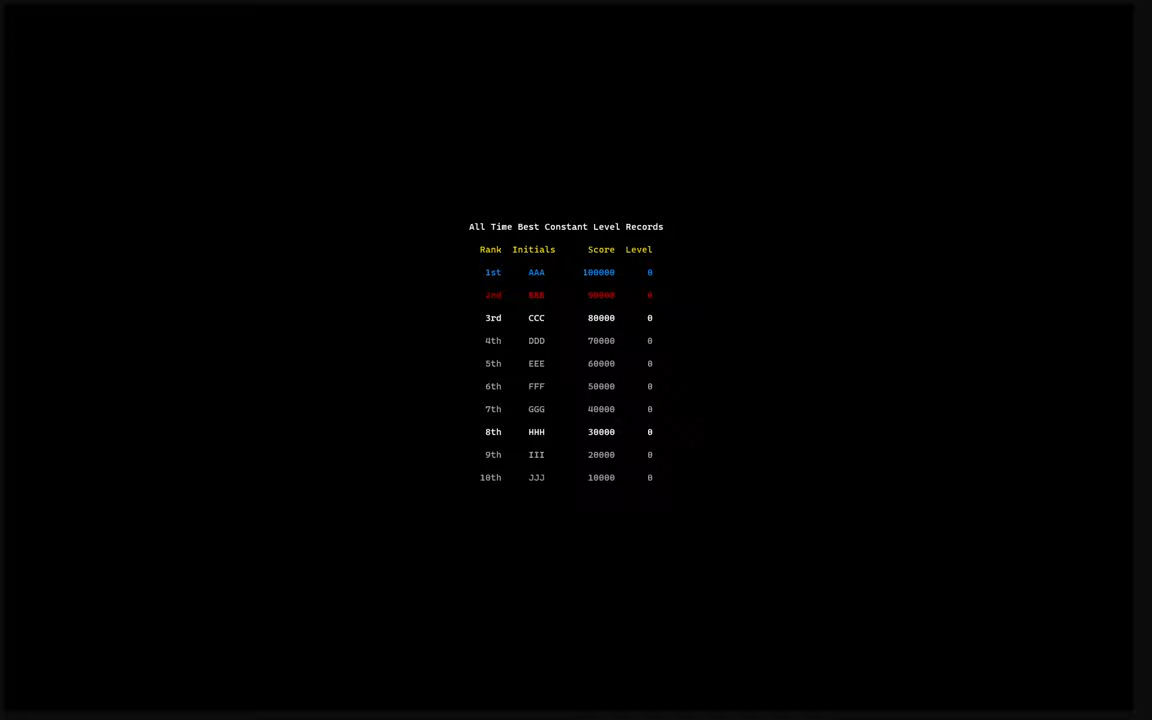 All Time Best Constant Level Records
Rank Initials Score Level
1st AAA 100000 0
2nd BBB 90000 0
3rd CCC 80000 0
4th DDD 70000 0
5th EEE 60000 0
6th FFF 50000 0
7th GGG 40000 0
8th HHH 30000 0
9th III 20000 0
10th JJJ 10000 0